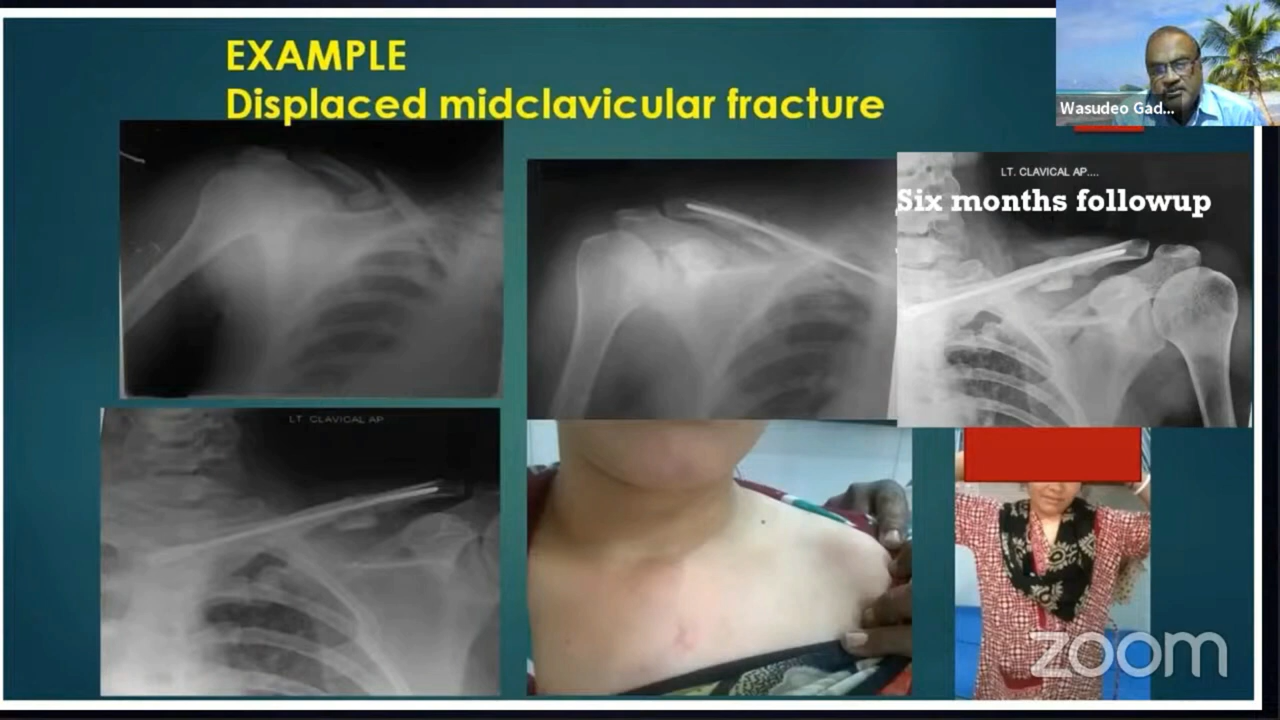 EXAMPLE
Displaced midclavicular fracture
Wasudeo Gad...
LT. CLAVICAL AP....
Six months followup
LT CLAVICAL AP
zoom